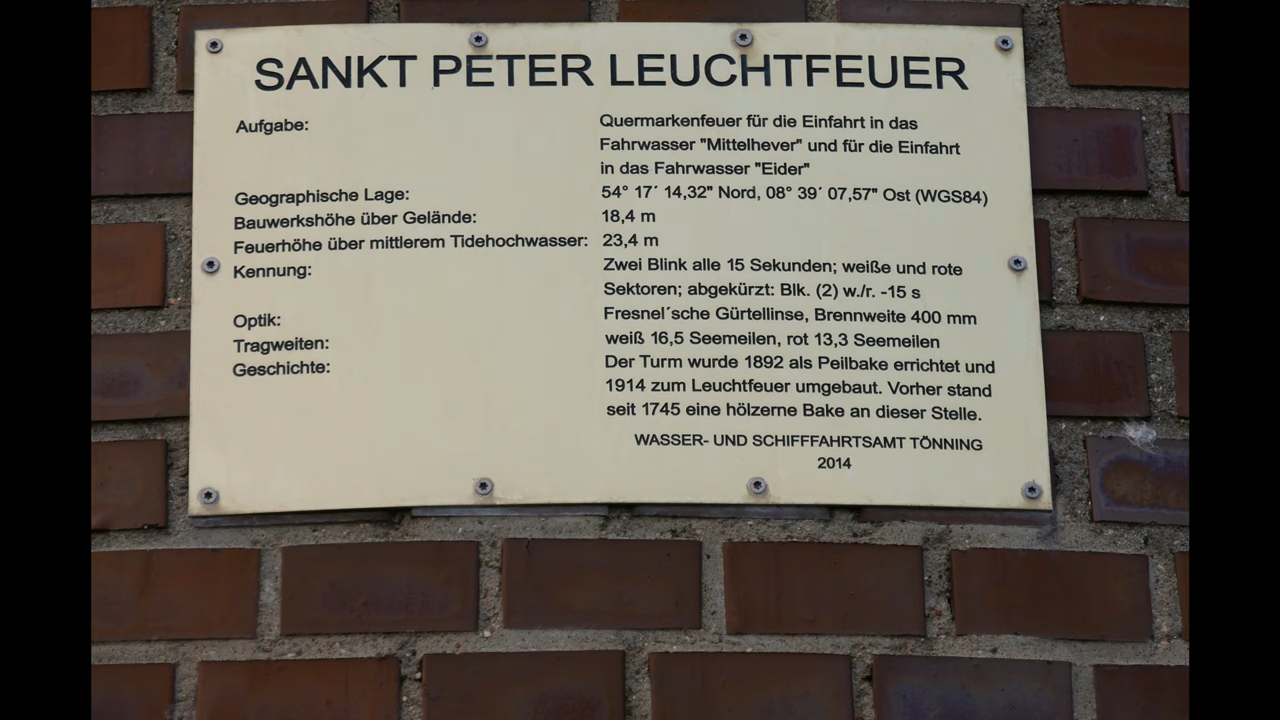 SANKT PETER LEUCHTFEUER
Aufgabe: Quermarkenfeuer für die Einfahrt in das
Fahrwasser "Mittelhever" und für die Einfahrt
in das Fahrwasser "Eider"
Geographische Lage: 54° 17´ 14,32" Nord, 08° 39´ 07,57" Ost (WGS84)
Bauwerkshöhe über Gelände: 18,4 m
Feuerhöhe über mittlerem Tidehochwasser: 23,4 m
Kennung: Zwei Blink alle 15 Sekunden; weiße und rote
Sektoren; abgekürzt: Blk. (2) w./r. -15 s
Optik: Fresnel´sche Gürtellinse, Brennweite 400 mm
Tragweiten: weiß 16,5 Seemeilen, rot 13,3 Seemeilen
Geschichte: Der Turm wurde 1892 als Peilbake errichtet und
1914 zum Leuchtfeuer umgebaut. Vorher stand
seit 1745 eine hölzerne Bake an dieser Stelle.
WASSER- UND SCHIFFFAHRTSAMT TÖNNING
2014